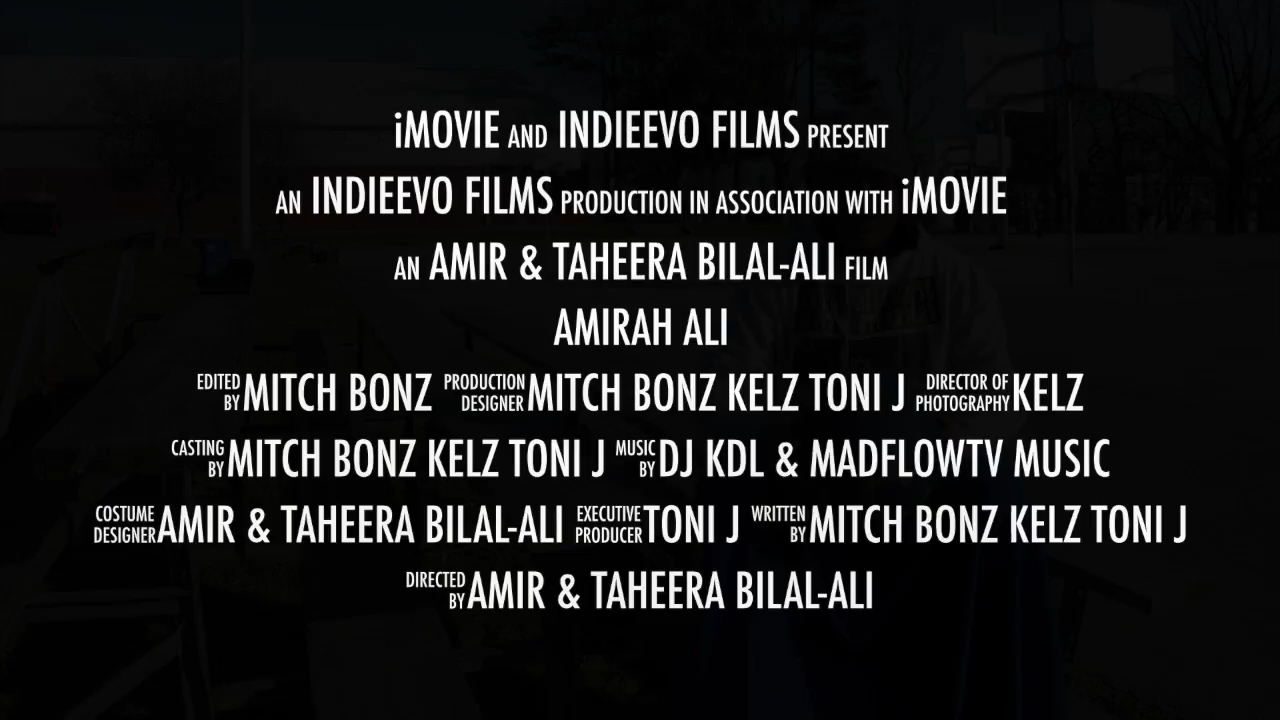 iMOVIE AND INDIEEVO FILMS PRESENT
AN INDIEEVO FILMS PRODUCTION IN ASSOCIATION WITH iMOVIE
AN AMIR & TAHEERA BILAL-ALI FILM
AMIRAH ALI
EDITED BY MITCH BONZ PRODUCTION DESIGNER MITCH BONZ KELZ TONI J DIRECTOR OF PHOTOGRAPHY KELZ
CASTING BY MITCH BONZ KELZ TONI J MUSIC BY DJ KDL & MADFLOWTV MUSIC
COSTUME DESIGNER AMIR & TAHEERA BILAL-ALI EXECUTIVE PRODUCER TONI J WRITTEN BY MITCH BONZ KELZ TONI J
DIRECTED BY AMIR & TAHEERA BILAL-ALI